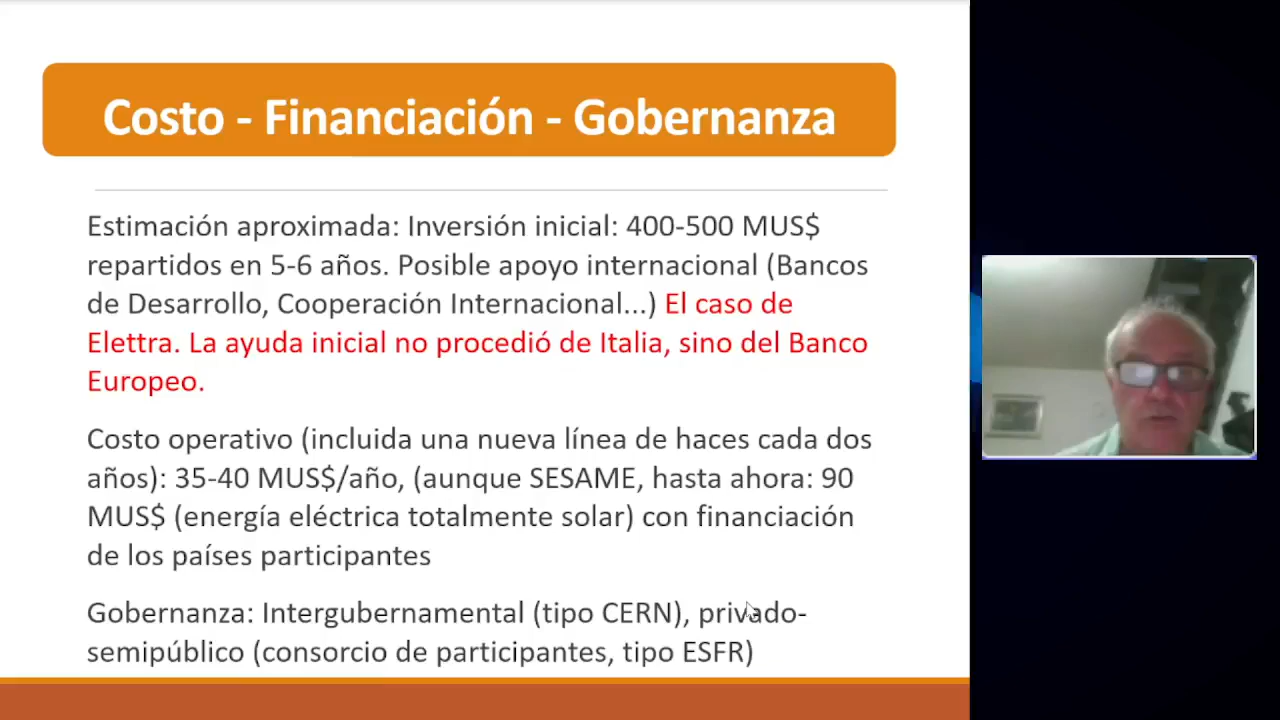 Costo - Financiación - Gobernanza
Estimación aproximada: Inversión inicial: 400-500 MUS$
repartidos en 5-6 años. Posible apoyo internacional (Bancos
de Desarrollo, Cooperación Internacional...) El caso de
Elettra. La ayuda inicial no procedió de Italia, sino del Banco
Europeo.
Costo operativo (incluida una nueva línea de haces cada dos
años): 35-40 MUS$/año, (aunque SESAME, hasta ahora: 90
MUS$ (energía eléctrica totalmente solar) con financiación
de los países participantes
Gobernanza: Intergubernamental (tipo CERN), privado-
semipúblico (consorcio de participantes, tipo ESFR)